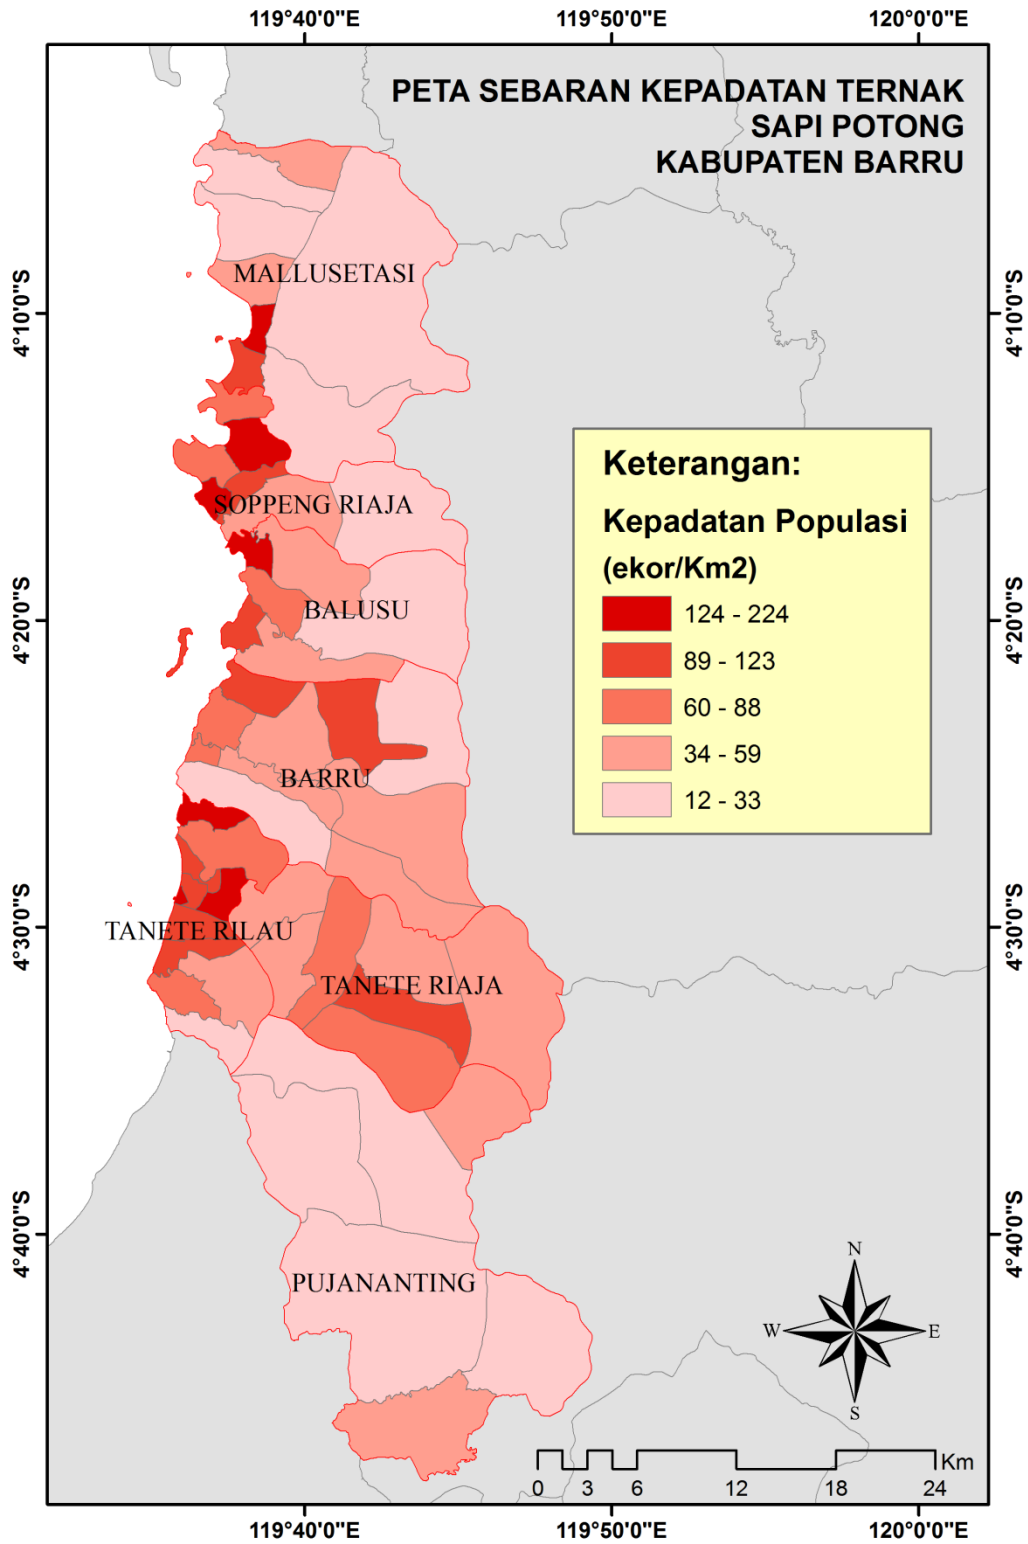 119°40'0"E 119°50'0"E 120°0'0"E
PETA SEBARAN KEPADATAN TERNAK
SAPI POTONG
KABUPATEN BARRU
MALLUSETASI
4°10'0"S 4°10'0"S
Keterangan:
Kepadatan Populasi
(ekor/Km2)
124 - 224
89 - 123
60 - 88
34 - 59
12 - 33
SOPPENG RIAJA
BALUSU
4°20'0"S 4°20'0"S
BARRU
4°30'0"S 4°30'0"S
TANETE RILAU
TANETE RIAJA
4°40'0"S 4°40'0"S
PUJANANTING
N
W E
S
Km
0 3 6 12 18 24
119°40'0"E 119°50'0"E 120°0'0"E